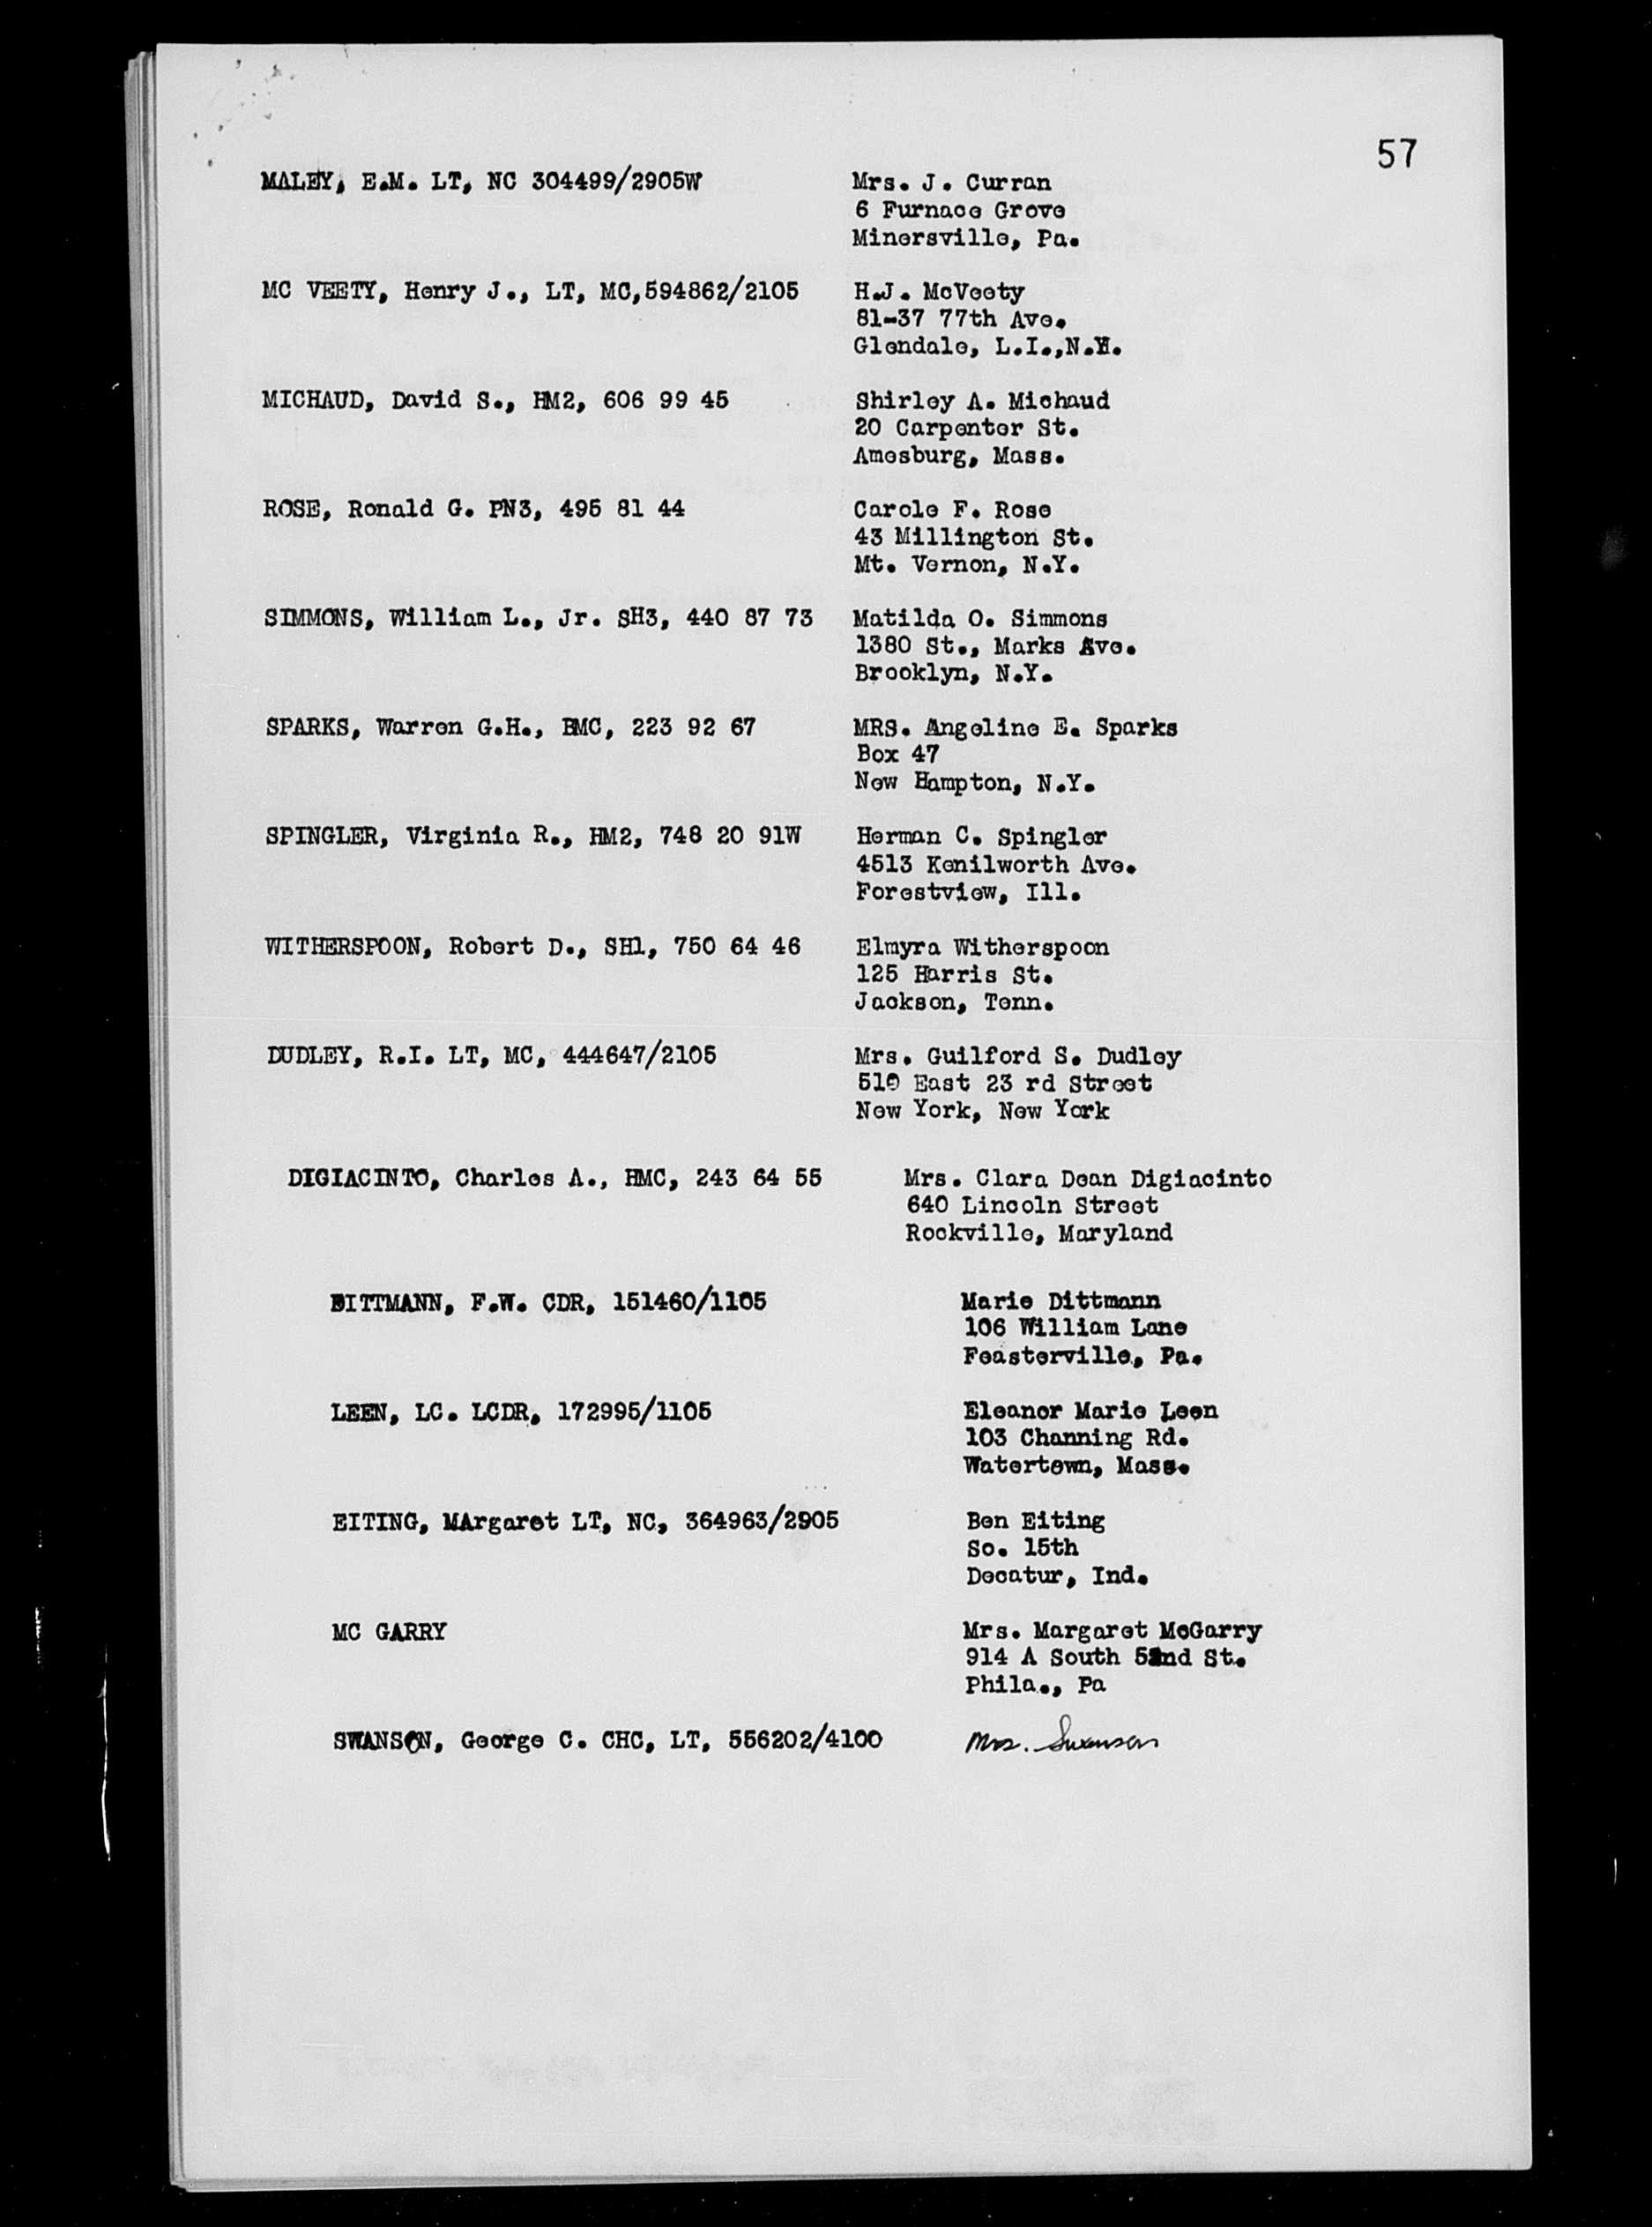 57
MALEY, E.M. LT, NC 304499/2905W
Mrs. J. Curran
6 Furnace Grove
Minersville, Pa.
MC VEETY, Henry J., LT, MC,594862/2105
H.J. McVeety
81-37 77th Ave.
Glendale, L.I.,N.Y.
MICHAUD, David S., HM2, 606 99 45
Shirley A. Michaud
20 Carpenter St.
Amesburg, Mass.
ROSE, Ronald G. PN3, 495 81 44
Carole F. Rose
43 Millington St.
Mt. Vernon, N.Y.
SIMMONS, William L., Jr. SH3, 440 87 73
Matilda O. Simmons
1380 St., Marks Ave.
Brooklyn, N.Y.
SPARKS, Warren G.H., BMC, 223 92 67
MRS. Angeline E. Sparks
Box 47
New Hampton, N.Y.
SPINGLER, Virginia R., HM2, 748 20 91W
Herman C. Spingler
4513 Kenilworth Ave.
Forestview, Ill.
WITHERSPOON, Robert D., SH1, 750 64 46
Elmyra Witherspoon
125 Harris St.
Jackson, Tenn.
DUDLEY, R.I. LT, MC, 444647/2105
Mrs. Guilford S. Dudley
East 23 rd Street
New York, New York
DIGIACINTO, Charles A., HMC, 243 64 55
Mrs. Clara Dean Digiacinto
640 Lincoln Street
Rockville, Maryland
DITTMANN, F.W. CDR, 151460/1105
Marie Dittmann
106 William Lane
Feasterville, Pa.
LEEN, LC. LCDR, 172995/1105
Eleanor Marie Leen
103 Channing Rd.
Watertown, Mass.
EITING, MArgaret LT, NC, 364963/2905
Ben Eiting
So. 15th
Decatur, Ind.
MC GARRY
Mrs. Margaret McGarry
914 A South 52nd St.
Phila., Pa
SWANSON, George C. CHC, LT, 556202/4100
Mrs. Swanson